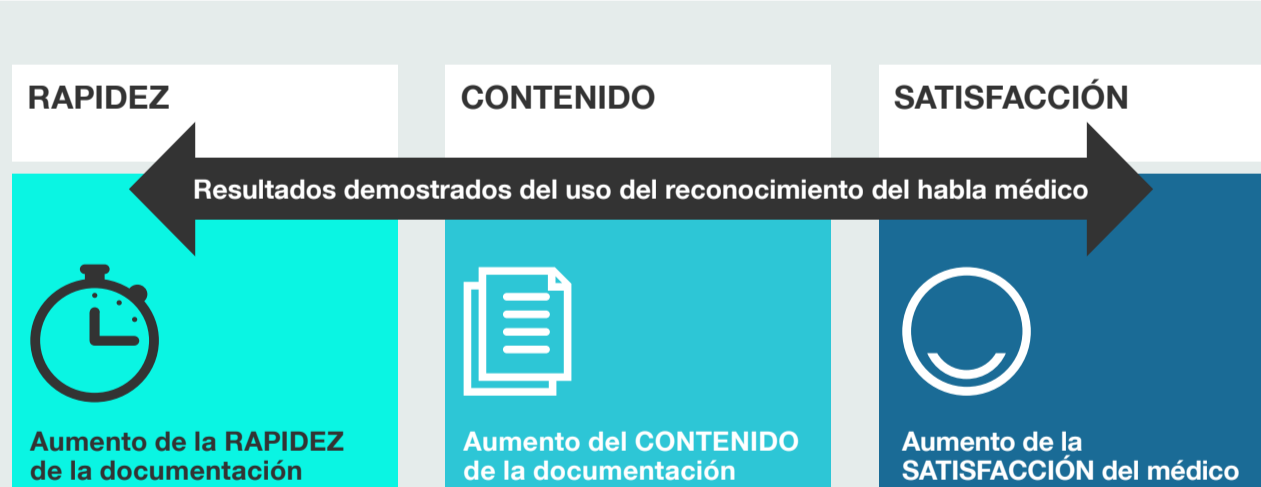 RAPIDEZ
CONTENIDO
SATISFACCIÓN
Resultados demostrados del uso del reconocimiento del habla médico
Aumento de la RAPIDEZ
de la documentación
Aumento del CONTENIDO
de la documentación
Aumento de la
SATISFACCIÓN del médico